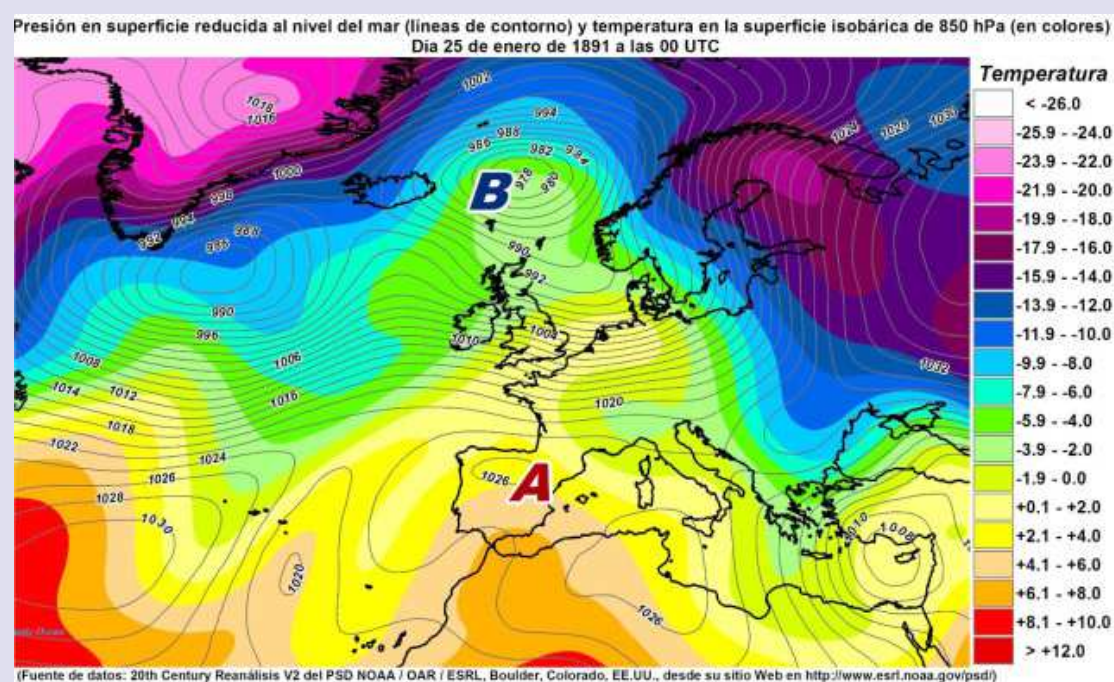 Presión en superficie reducida al nivel del mar (líneas de contorno) y temperatura en la superficie isobárica de 850 hPa (en colores)
Día 25 de enero de 1891 a las 00 UTC
Temperatura
< -26.0
-25.9 - -24.0
-23.9 - -22.0
-21.9 - -20.0
-19.9 - -18.0
-17.9 - -16.0
-15.9 - -14.0
-13.9 - -12.0
-11.9 - -10.0
-9.9 - -8.0
-7.9 - -6.0
-5.9 - -4.0
-3.9 - -2.0
-1.9 - 0.0
+0.1 - +2.0
+2.1 - +4.0
+4.1 - +6.0
+6.1 - +8.0
+8.1 - +10.0
> +12.0
1002
1018
1016
994
988
986
982
994
1024
1028
1030
978
980
B
1000
998
994
992
988
986
990
992
990
996
1004
1010
1008
1006
1032
1014
1012
1016
1020
1018
1022
1024
1026
1026
A
1028
1030
1010
1008
1020
1026
(Fuente de datos: 20th Century Reanálisis V2 del PSD NOAA / OAR / ESRL, Boulder, Colorado, EE.UU., desde su sitio Web en http://www.esrl.noaa.gov/psd/)